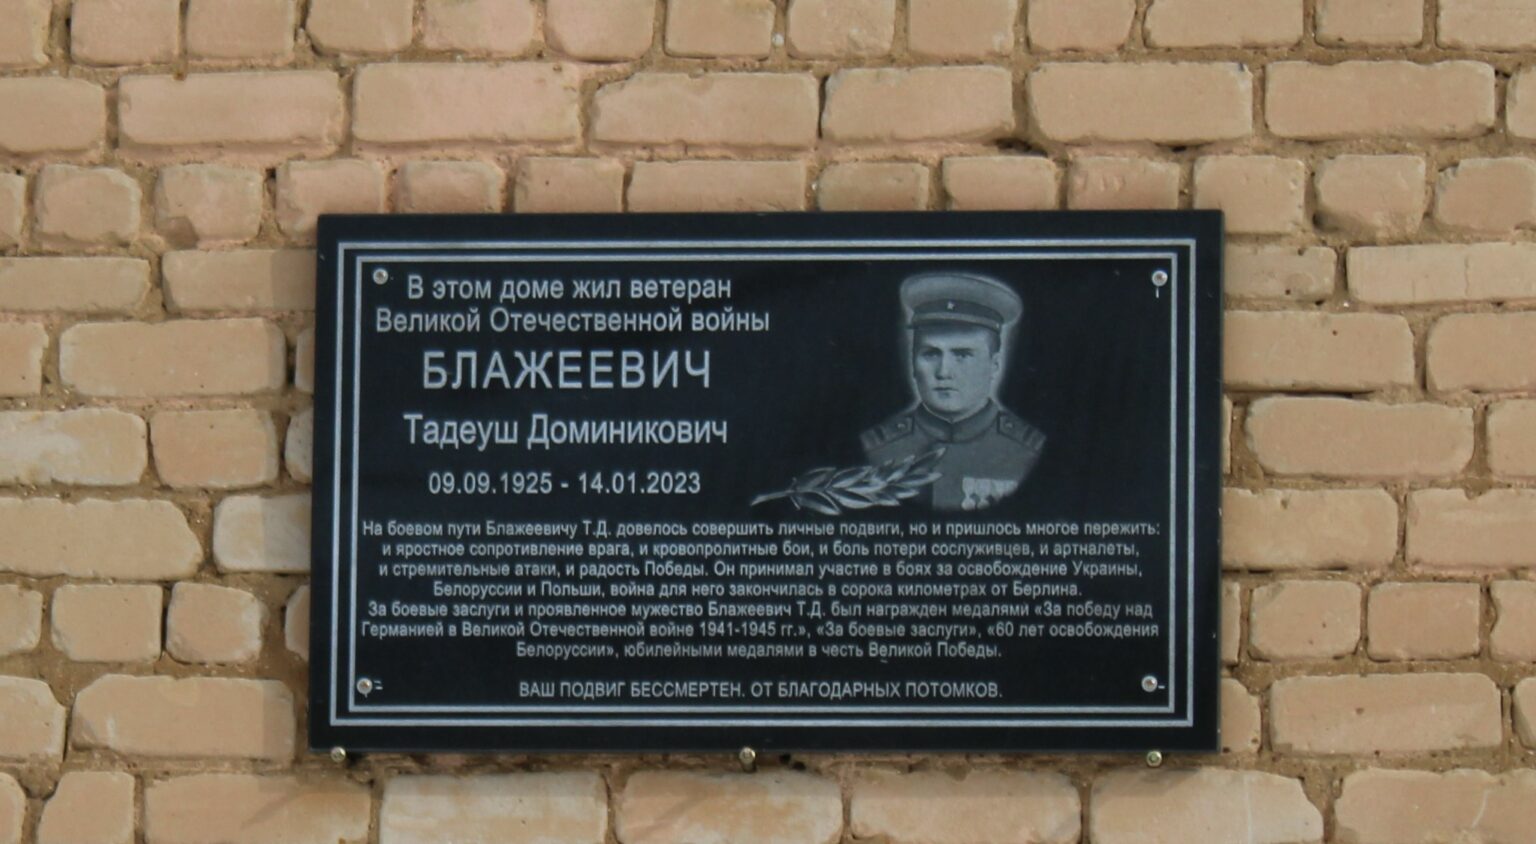 В этом доме жил ветеран
Великой Отечественной войны
БЛАЖЕЕВИЧ
Тадеуш Доминикович
09.09.1925 - 14.01.2023
На боевом пути Блажеевичу Т.Д. довелось совершить личные подвиги, но и пришлось многое пережить:
и яростное сопротивление врага, и кровопролитные бои, и боль потери сослуживцев, и артналеты,
и стремительные атаки, и радость Победы. Он принимал участие в боях за освобождение Украины,
Белоруссии и Польши, война для него закончилась в сорока километрах от Берлина.
За боевые заслуги и проявленное мужество Блажеевич Т.Д. был награжден медалями «За победу над
Германией в Великой Отечественной войне 1941-1945 гг.», «За боевые заслуги», «60 лет освобождения
Белоруссии», юбилейными медалями в честь Великой Победы.
ВАШ ПОДВИГ БЕССМЕРТЕН. ОТ БЛАГОДАРНЫХ ПОТОМКОВ.